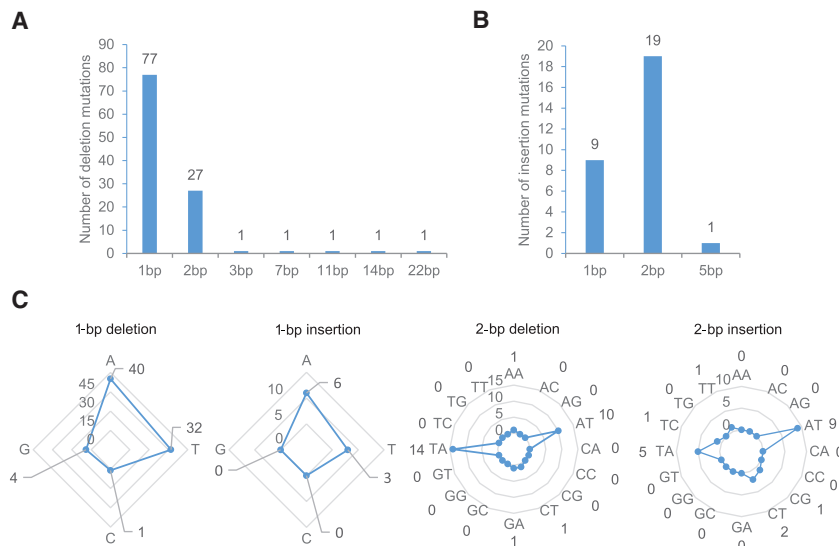 A
Number of deletion mutations
90
80
70
60
50
40
30
20
10
0
77
27
1
1
1
1
1
1bp
2bp
3bp
7bp
11bp
14bp
22bp
B
Number of insertion mutations
20
18
16
14
12
10
8
6
4
2
0
9
19
1
1bp
2bp
5bp
C
1-bp deletion
A
40
45
30
15
0
32
G
T
4
1
C
1-bp insertion
A
6
10
5
0
G
T
0
3
0
C
2-bp deletion
1
0
0
AA
TT
AC
15
10
5
0
0
TG
AG
0
0
TC
AT
10
14
TA
CA
0
0
GT
CC
0
0
GG
CG
0
0
GC
CT
1
GA
1
2-bp insertion
0
0
0
AA
TT
AC
10
5
0
0
TG
AG
0
1
TC
AT
9
5
TA
CA
0
0
GT
CC
0
0
GG
CG
1
0
GC
CT
2
GA
0